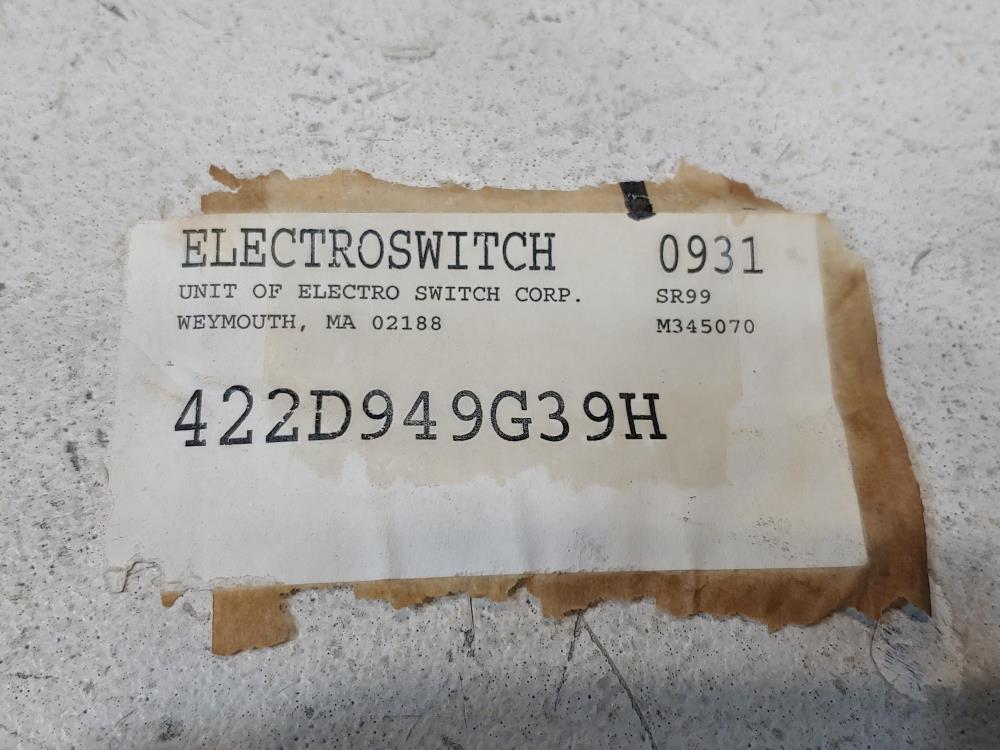 ELECTROSWITCH 0931
UNIT OF ELECTRO SWITCH CORP. SR99
WEYMOUTH, MA 02188 M345070
422D949G39H